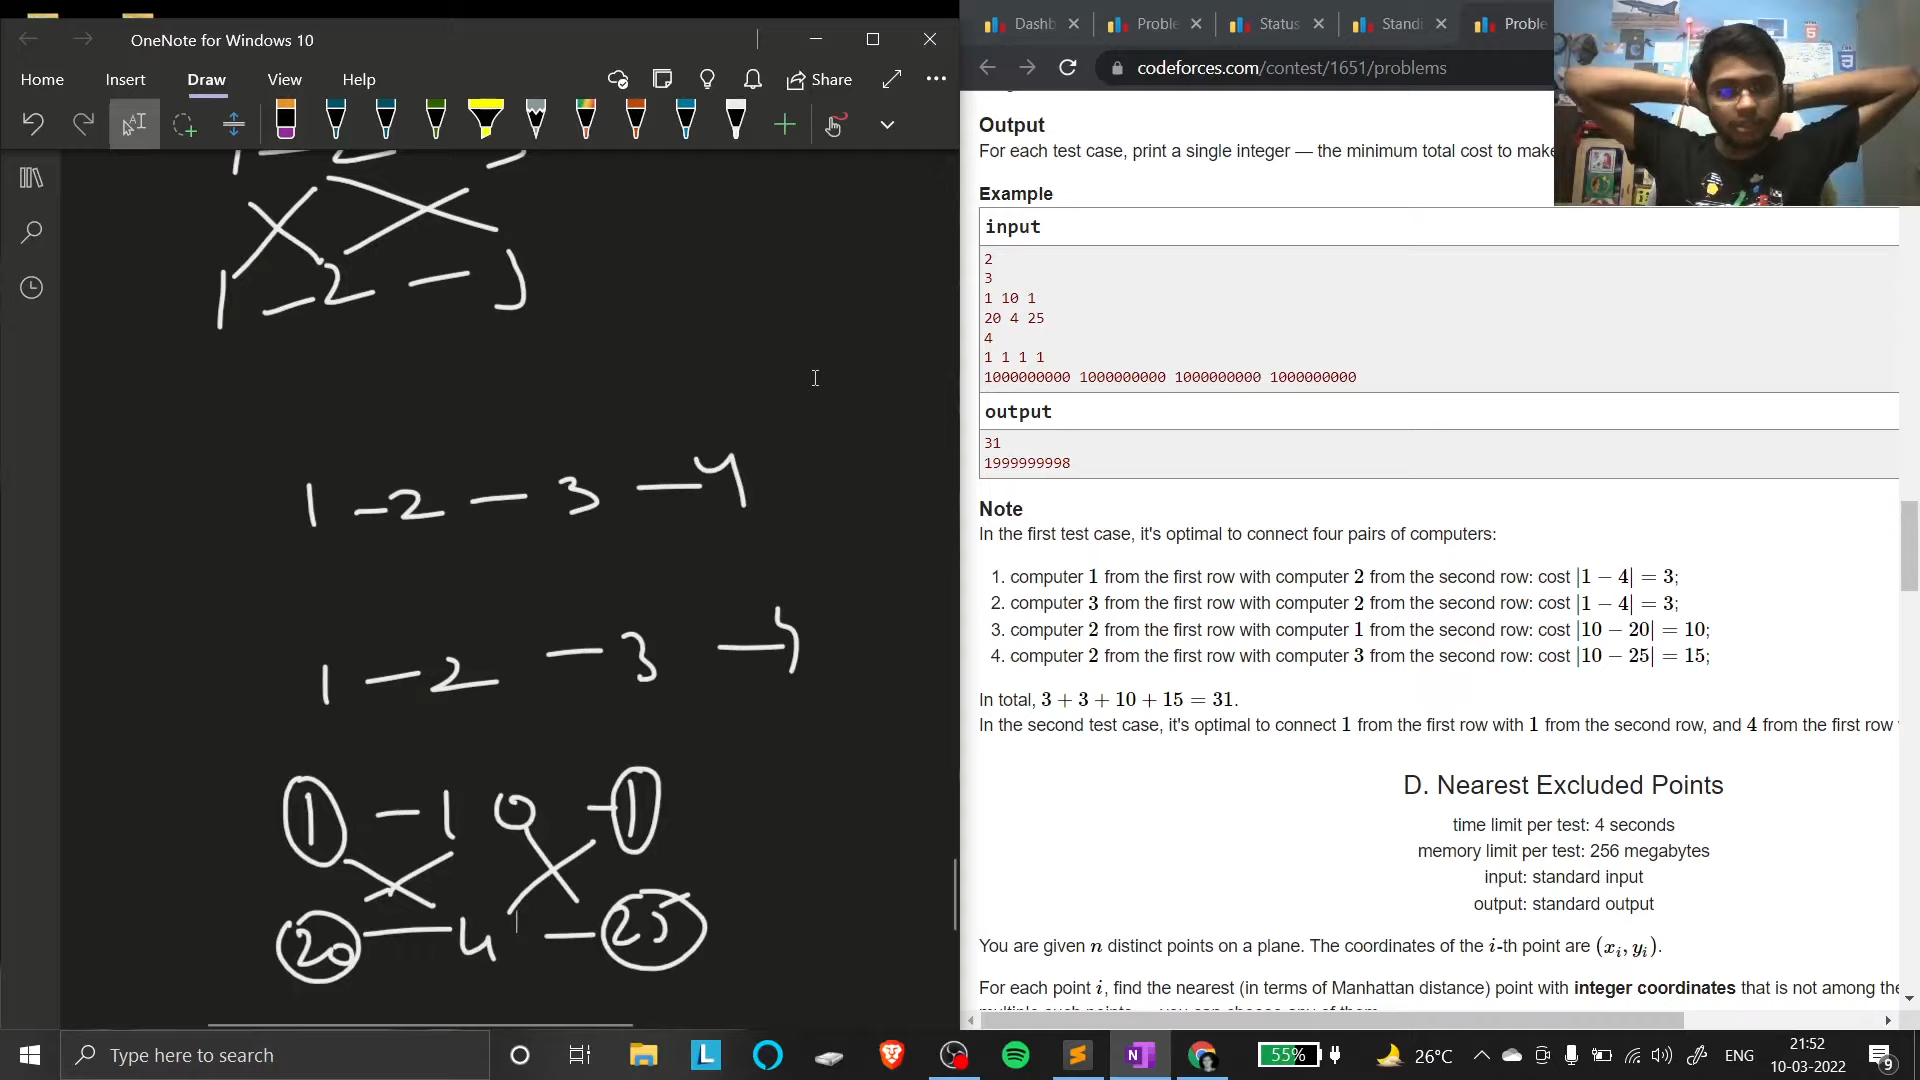 OneNote for Windows 10
Home Insert Draw View Help Share
1 - 2 - 3
1 - 2 - 3 - 4
1 - 2 - 3 - 4
1 - 10 - 1
20 - 4 - 25
Dashb Proble Status Standi Proble
codeforces.com/contest/1651/problems
Output
For each test case, print a single integer — the minimum total cost to make
Example
input
2
3
1 10 1
20 4 25
4
1 1 1 1
1000000000 1000000000 1000000000 1000000000
output
31
1999999998
Note
In the first test case, it's optimal to connect four pairs of computers:
1. computer 1 from the first row with computer 2 from the second row: cost |1 − 4| = 3;
2. computer 3 from the first row with computer 2 from the second row: cost |1 − 4| = 3;
3. computer 2 from the first row with computer 1 from the second row: cost |10 − 20| = 10;
4. computer 2 from the first row with computer 3 from the second row: cost |10 − 25| = 15;
In total, 3 + 3 + 10 + 15 = 31.
In the second test case, it's optimal to connect 1 from the first row with 1 from the second row, and 4 from the first row
D. Nearest Excluded Points
time limit per test: 4 seconds
memory limit per test: 256 megabytes
input: standard input
output: standard output
You are given n distinct points on a plane. The coordinates of the i-th point are (xi, yi).
For each point i, find the nearest (in terms of Manhattan distance) point with integer coordinates that is not among the
Type here to search
55% 26°C ENG
21:52
10-03-2022
9